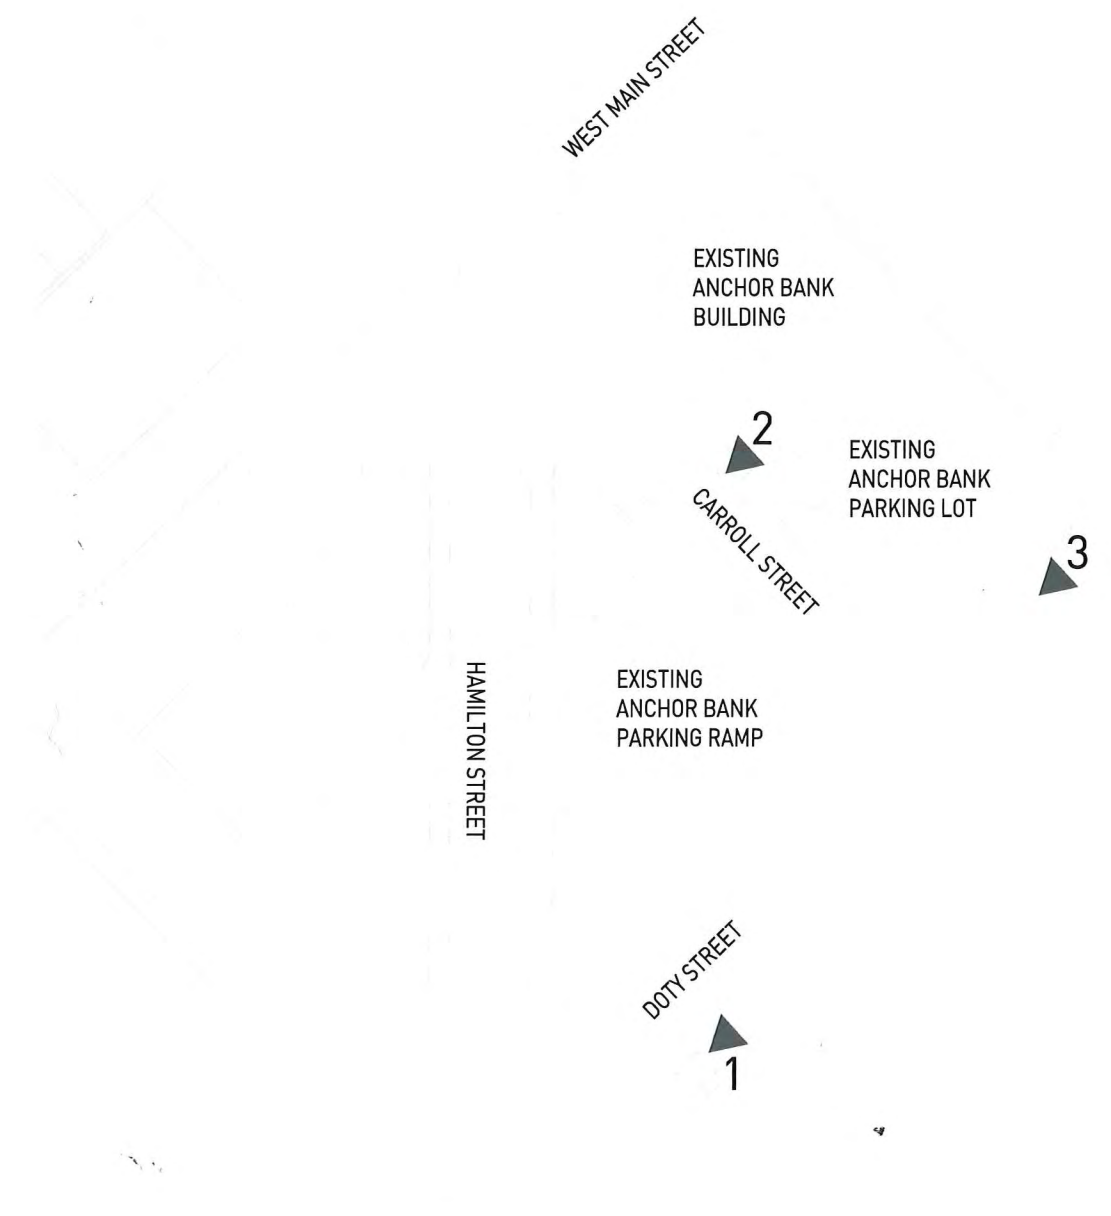 WEST MAIN STREET
EXISTING
ANCHOR BANK
BUILDING
2
EXISTING
ANCHOR BANK
PARKING LOT
CARROLL STREET
3
HAMILTON STREET
EXISTING
ANCHOR BANK
PARKING RAMP
DOTY STREET
1